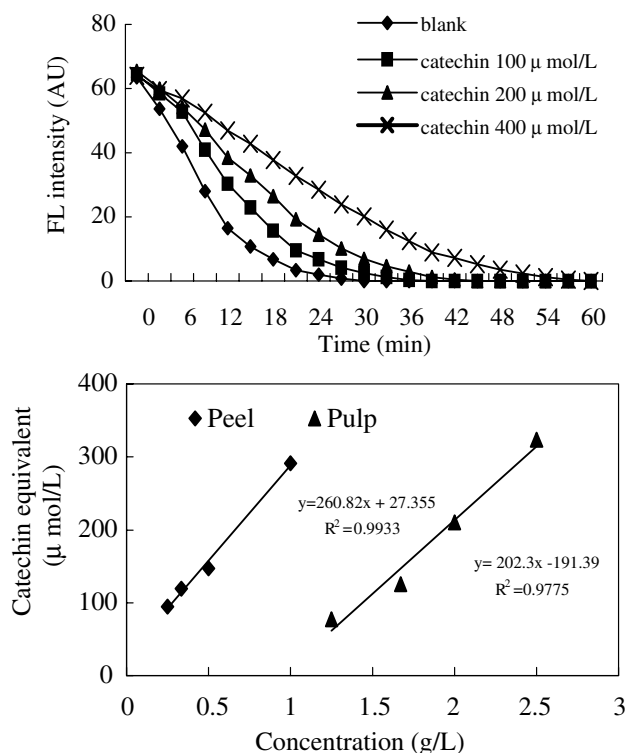 80
60
40
20
0
FL intensity (AU)
blank
catechin 100 μ mol/L
catechin 200 μ mol/L
catechin 400 μ mol/L
0 6 12 18 24 30 36 42 48 54 60
Time (min)
400
300
200
100
0
Catechin equivalent
(μ mol/L)
Peel Pulp
y=260.82x + 27.355
R²=0.9933
y= 202.3x -191.39
R²=0.9775
0 0.5 1 1.5 2 2.5 3
Concentration (g/L)